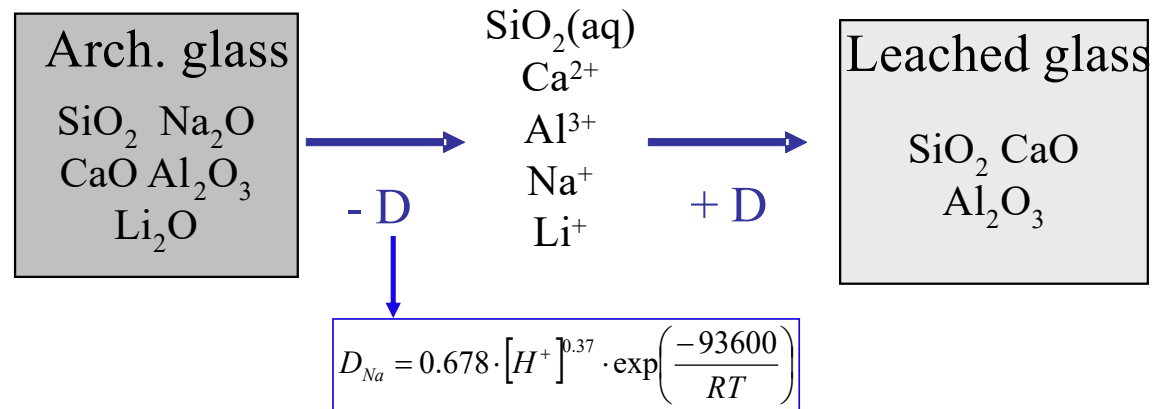 Arch. glass
SiO₂ Na₂O
CaO Al₂O₃
Li₂O
- D
SiO₂(aq)
Ca²⁺
Al³⁺
Na⁺
Li⁺
+ D
Leached glass
SiO₂ CaO
Al₂O₃
D_Na = 0.678 · [H⁺]^0.37 · exp(−93600 / RT)